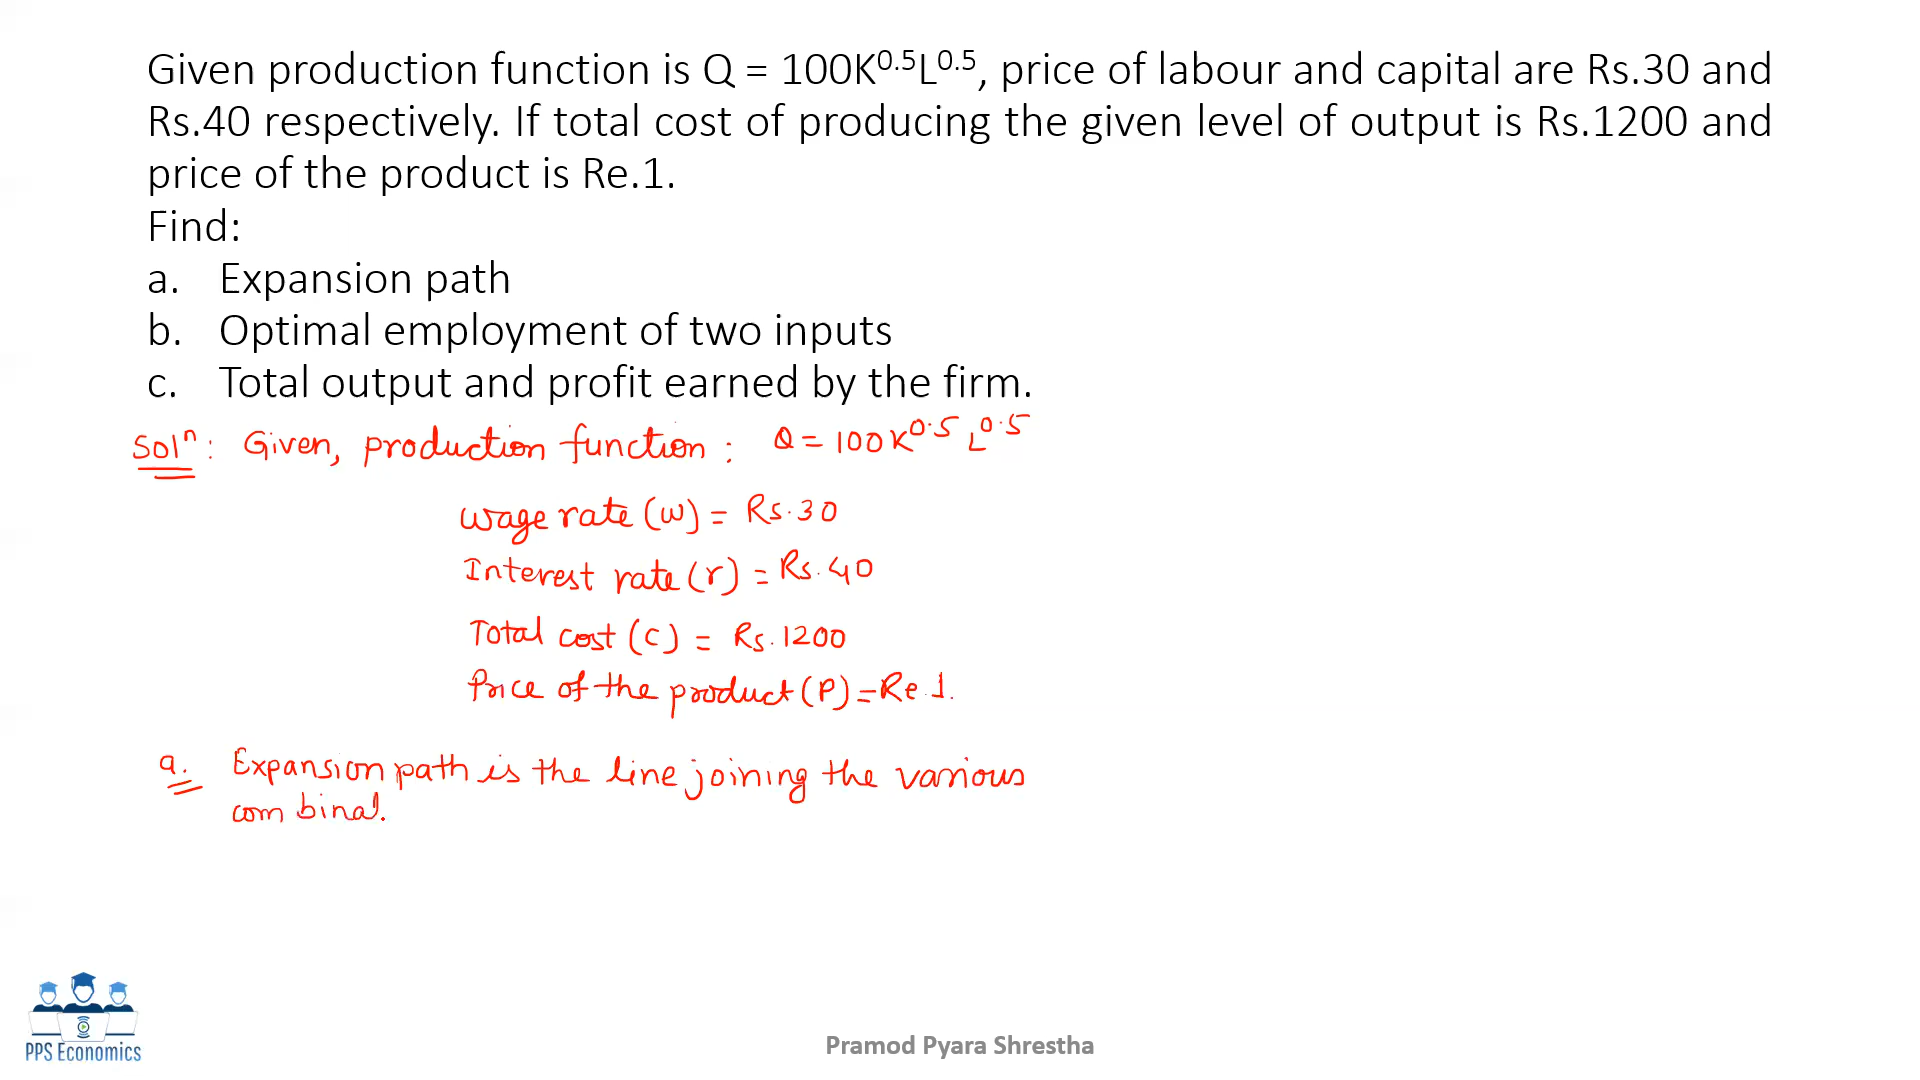 Given production function is Q = 100K^0.5L^0.5, price of labour and capital are Rs.30 and
Rs.40 respectively. If total cost of producing the given level of output is Rs.1200 and
price of the product is Re.1.
Find:
a. Expansion path
b. Optimal employment of two inputs
c. Total output and profit earned by the firm.
Solⁿ: Given, production function : Q = 100K^0.5 L^0.5
Wage rate (w) = Rs.30
Interest rate (r) = Rs.40
Total cost (C) = Rs.1200
Price of the product (P) = Re.1.
a. Expansion path is the line joining the various
combinat
PPS Economics
Pramod Pyara Shrestha